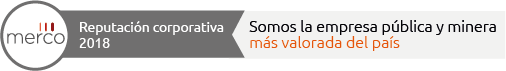 merco
Reputación corporativa
2018
Somos la empresa pública y minera
más valorada del país